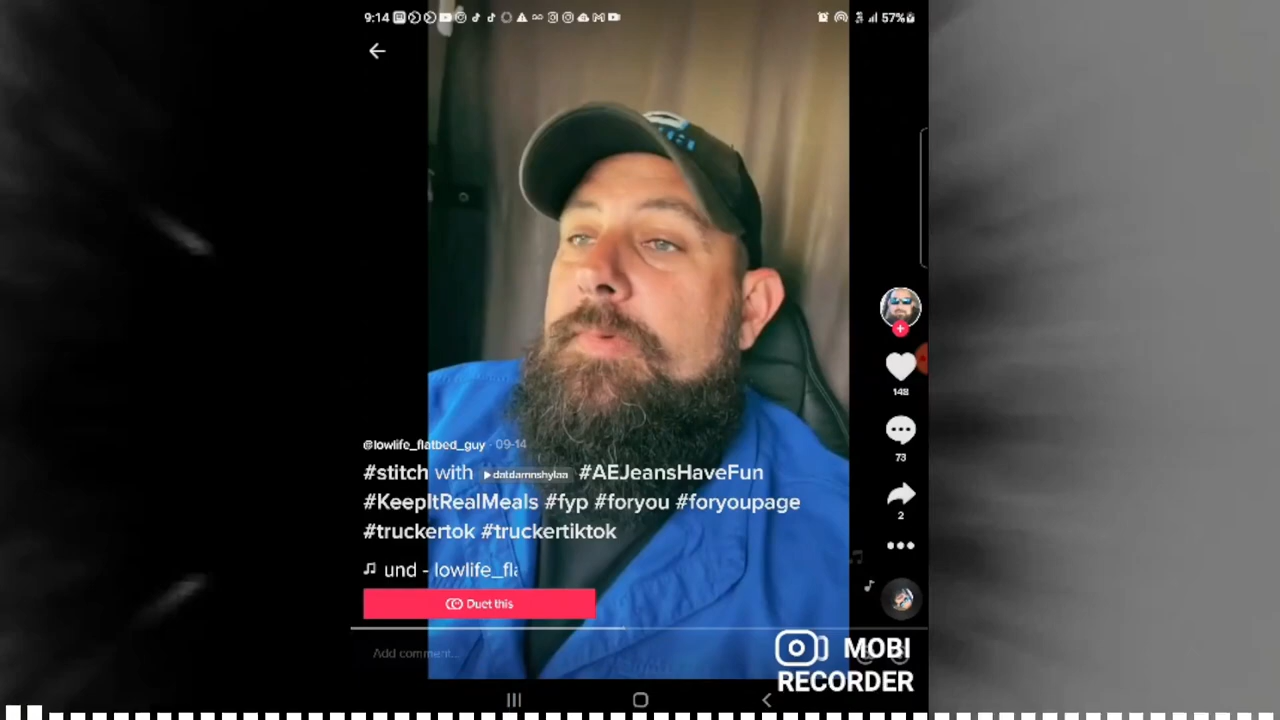 9:14
57%
@lowlife_flatbed_guy · 09-14
#stitch with datdamnshylaa #AEJeansHaveFun
#KeepItRealMeals #fyp #foryou #foryoupage
#truckertok #truckertiktok
und - lowlife_fla
Duet this
Add comment...
148
73
2
MOBI
RECORDER